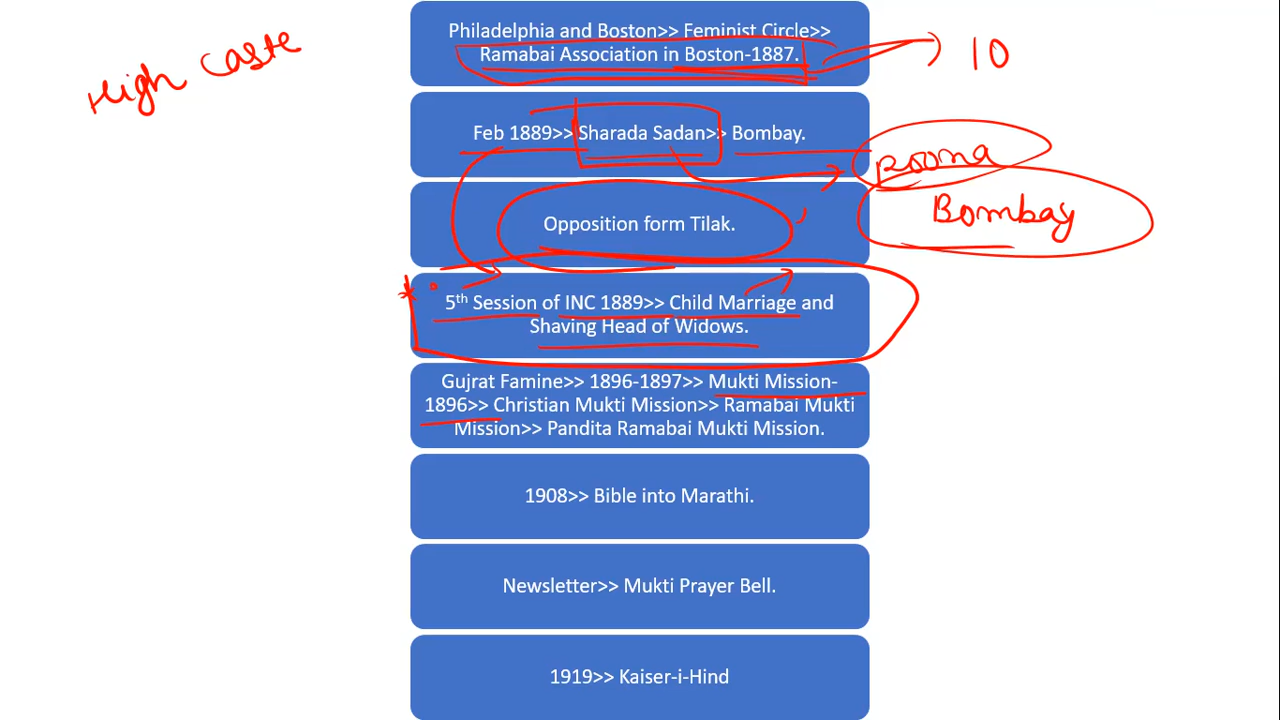 Philadelphia and Boston>> Feminist Circle>>
Ramabai Association in Boston-1887.
10
High Caste
Feb 1889>> Sharada Sadan>> Bombay.
Poona
Bombay
Opposition form Tilak.
5th Session of INC 1889>> Child Marriage and
Shaving Head of Widows.
Gujrat Famine>> 1896-1897>> Mukti Mission-
1896>> Christian Mukti Mission>> Ramabai Mukti
Mission>> Pandita Ramabai Mukti Mission.
1908>> Bible into Marathi.
Newsletter>> Mukti Prayer Bell.
1919>> Kaiser-i-Hind